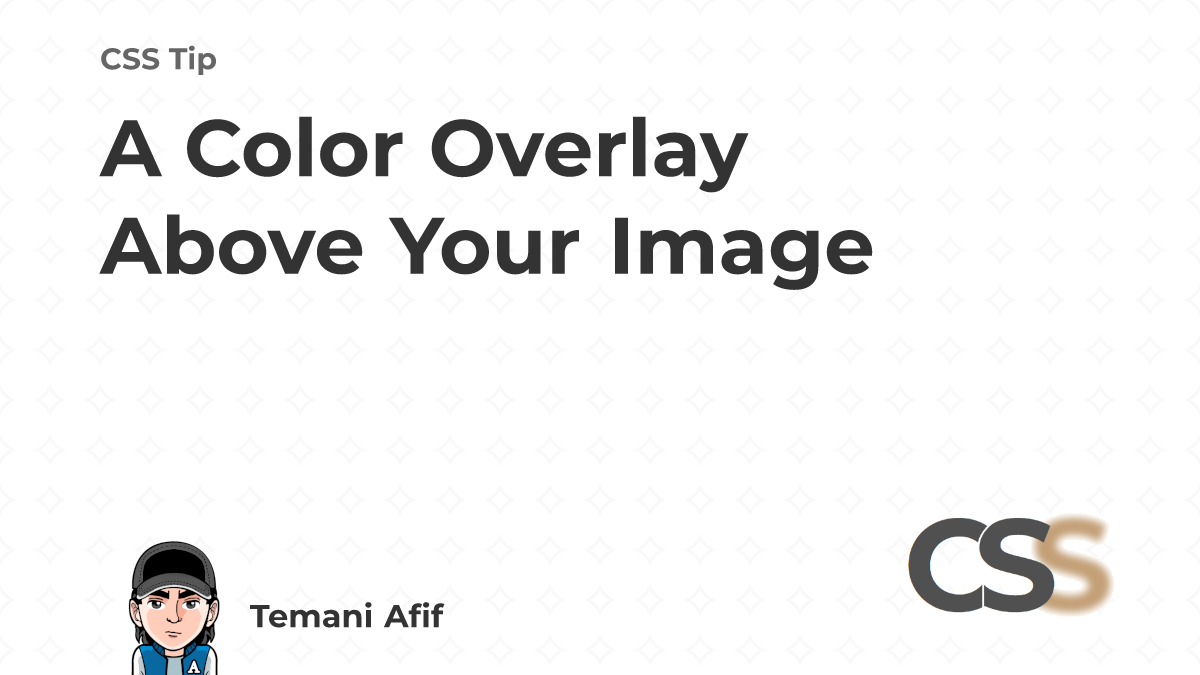 CSS Tip
A Color Overlay
Above Your Image
Temani Afif
A
CSS